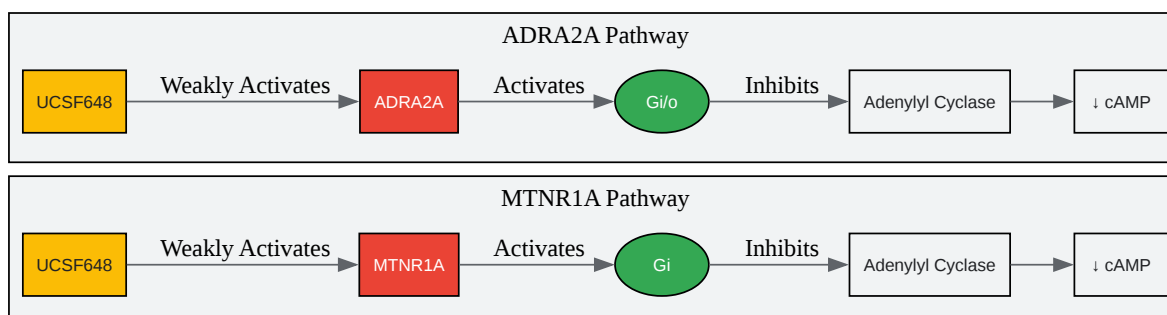 ADRA2A Pathway
UCSF648 Weakly Activates ADRA2A Activates Gi/o Inhibits Adenylyl Cyclase ↓ cAMP
MTNR1A Pathway
UCSF648 Weakly Activates MTNR1A Activates Gi Inhibits Adenylyl Cyclase ↓ cAMP